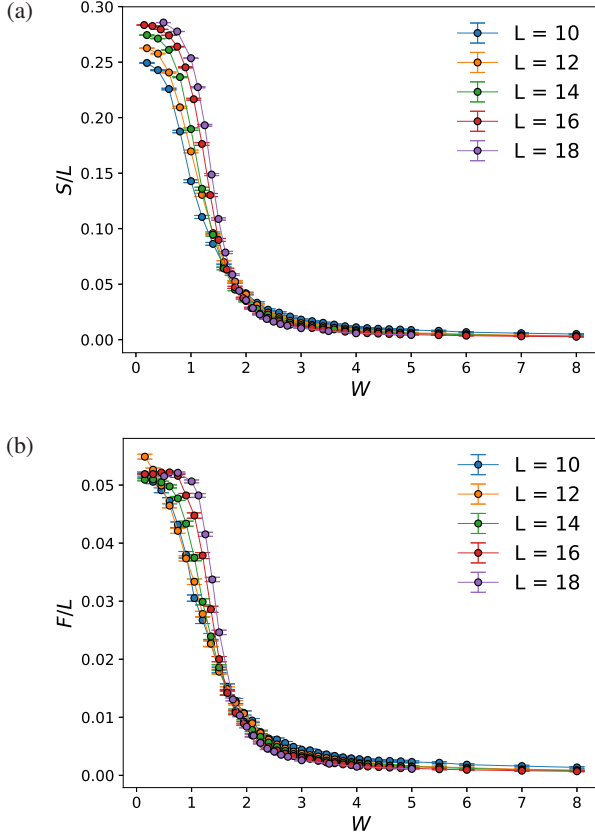 (a)
0.30
0.25
0.20
0.15
0.10
0.05
0.00
S/L
0 1 2 3 4 5 6 7 8
W
L = 10
L = 12
L = 14
L = 16
L = 18
(b)
0.05
0.04
0.03
0.02
0.01
0.00
F/L
0 1 2 3 4 5 6 7 8
W
L = 10
L = 12
L = 14
L = 16
L = 18